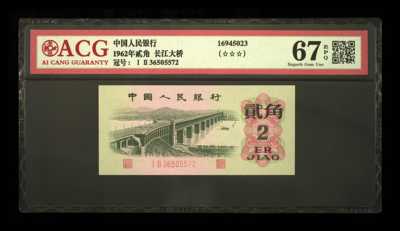 ACG
AI CANG GUARANTY
中国人民银行
1962年贰角 长江大桥
冠号: I II 36505572
16945023
(☆☆☆)
67 EPQ
Superb Gem Unc
中国人民银行
贰角
2
ER
JIAO
I II 36505572